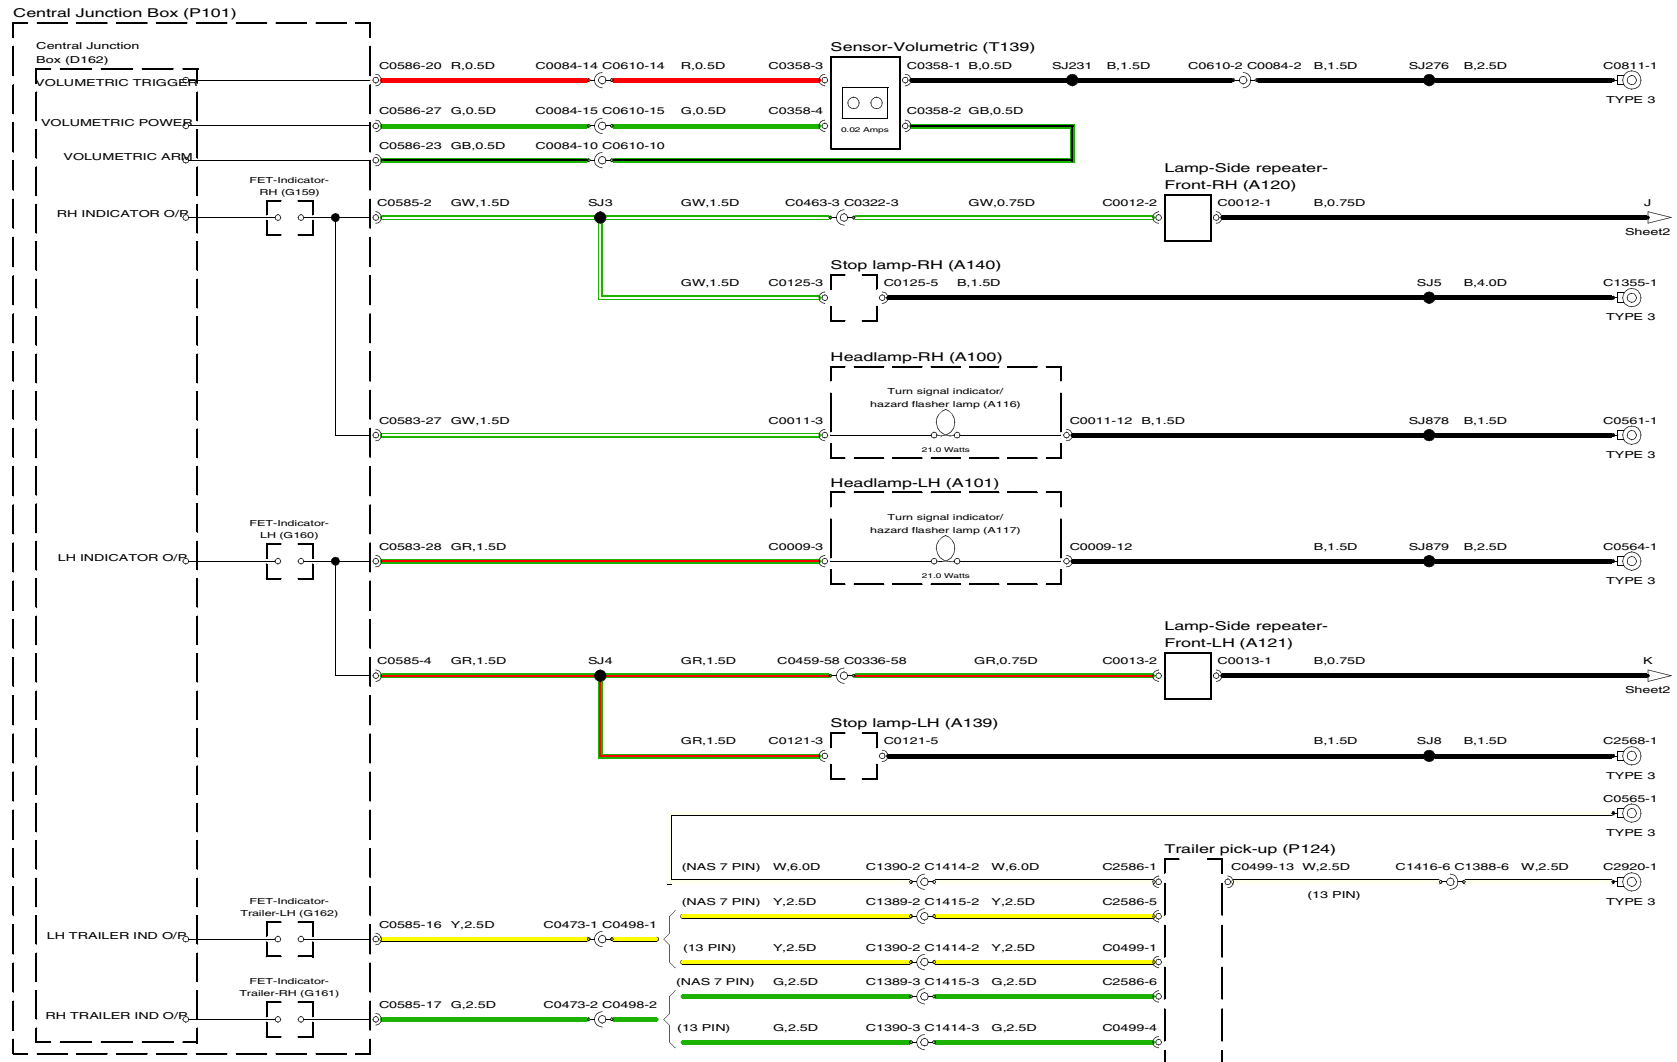 Central Junction Box (P101)
Central Junction
Box (D162)
Sensor-Volumetric (T139)
VOLUMETRIC TRIGGER
C0586-20 R,0.5D C0084-14 C0610-14 R,0.5D C0358-3
C0358-1 B,0.5D SJ231 B,1.5D C0610-2 C0084-2 B,1.5D SJ276 B,2.5D C0811-1
TYPE 3
VOLUMETRIC POWER
C0586-27 G,0.5D C0084-15 C0610-15 G,0.5D C0358-4
C0358-2 GB,0.5D
0.02 Amps
VOLUMETRIC ARM
C0586-23 GB,0.5D C0084-10 C0610-10
Lamp-Side repeater-
Front-RH (A120)
FET-Indicator-
RH (G159)
RH INDICATOR O/P
C0585-2 GW,1.5D SJ3 GW,1.5D C0463-3 C0322-3 GW,0.75D C0012-2
C0012-1 B,0.75D J
Sheet2
Stop lamp-RH (A140)
GW,1.5D C0125-3
C0125-5 B,1.5D SJ5 B,4.0D C1355-1
TYPE 3
Headlamp-RH (A100)
Turn signal indicator/
hazard flasher lamp (A116)
C0583-27 GW,1.5D C0011-3
C0011-12 B,1.5D SJ878 B,1.5D C0561-1
21.0 Watts
TYPE 3
Headlamp-LH (A101)
Turn signal indicator/
hazard flasher lamp (A117)
FET-Indicator-
LH (G160)
LH INDICATOR O/P
C0583-28 GR,1.5D C0009-3
C0009-12 B,1.5D SJ879 B,2.5D C0564-1
21.0 Watts
TYPE 3
Lamp-Side repeater-
Front-LH (A121)
C0585-4 GR,1.5D SJ4 GR,1.5D C0459-58 C0336-58 GR,0.75D C0013-2
C0013-1 B,0.75D K
Sheet2
Stop lamp-LH (A139)
GR,1.5D C0121-3
C0121-5 B,1.5D SJ8 B,1.5D C2568-1
TYPE 3
C0565-1
TYPE 3
Trailer pick-up (P124)
(NAS 7 PIN) W,6.0D C1390-2 C1414-2 W,6.0D C2586-1
C0499-13 W,2.5D C1416-6 C1388-6 W,2.5D C2920-1
(13 PIN)
TYPE 3
FET-Indicator-
Trailer-LH (G162)
(NAS 7 PIN) Y,2.5D C1389-2 C1415-2 Y,2.5D C2586-5
LH TRAILER IND O/P
C0585-16 Y,2.5D C0473-1 C0498-1
(13 PIN) Y,2.5D C1390-2 C1414-2 Y,2.5D C0499-1
FET-Indicator-
Trailer-RH (G161)
(NAS 7 PIN) G,2.5D C1389-3 C1415-3 G,2.5D C2586-6
RH TRAILER IND O/P
C0585-17 G,2.5D C0473-2 C0498-2
(13 PIN) G,2.5D C1390-3 C1414-3 G,2.5D C0499-4